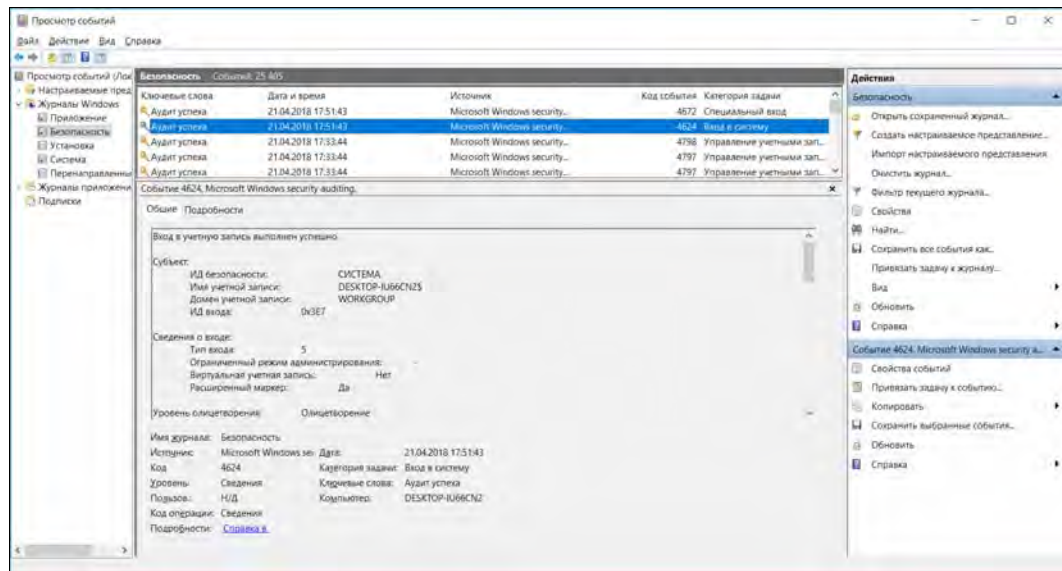 Просмотр событий
Файл Действие Вид Справка
Просмотр событий (Лок
Настраиваемые пред
Журналы Windows
Приложение
Безопасность
Установка
Система
Перенаправленны
Журналы приложени
Подписки
Безопасность Событий: 25 405
Ключевые слова Дата и время Источник Код события Категория задачи
Аудит успеха 21.04.2018 17:51:43 Microsoft Windows security... 4672 Специальный вход
Аудит успеха 21.04.2018 17:51:43 Microsoft Windows security... 4624 Вход в систему
Аудит успеха 21.04.2018 17:33:44 Microsoft Windows security... 4798 Управление учетными зап...
Аудит успеха 21.04.2018 17:33:44 Microsoft Windows security... 4797 Управление учетными зап...
Аудит успеха 21.04.2018 17:33:44 Microsoft Windows security... 4797 Управление учетными зап...
Событие 4624, Microsoft Windows security auditing.
Общие Подробности
Вход в учетную запись выполнен успешно.
Субъект:
ИД безопасности: СИСТЕМА
Имя учетной записи: DESKTOP-IU66CN2$
Домен учетной записи: WORKGROUP
ИД входа: 0x3E7
Сведения о входе:
Тип входа: 5
Ограниченный режим администрирования: -
Виртуальная учетная запись: Нет
Расширенный маркер: Да
Уровень олицетворения: Олицетворение
Имя журнала: Безопасность
Источник: Microsoft Windows se Дата: 21.04.2018 17:51:43
Код 4624 Категория задачи: Вход в систему
Уровень: Сведения Ключевые слова: Аудит успеха
Пользов.: Н/Д Компьютер: DESKTOP-IU66CN2
Код операции: Сведения
Подробности: Справка в
Действия
Безопасность
Открыть сохраненный журнал...
Создать настраиваемое представление...
Импорт настраиваемого представления
Очистить журнал...
Фильтр текущего журнала...
Свойства
Найти...
Сохранить все события как...
Привязать задачу к журналу...
Вид
Обновить
Справка
Событие 4624, Microsoft Windows security a...
Свойства событий
Привязать задачу к событию...
Копировать
Сохранить выбранные события...
Обновить
Справка